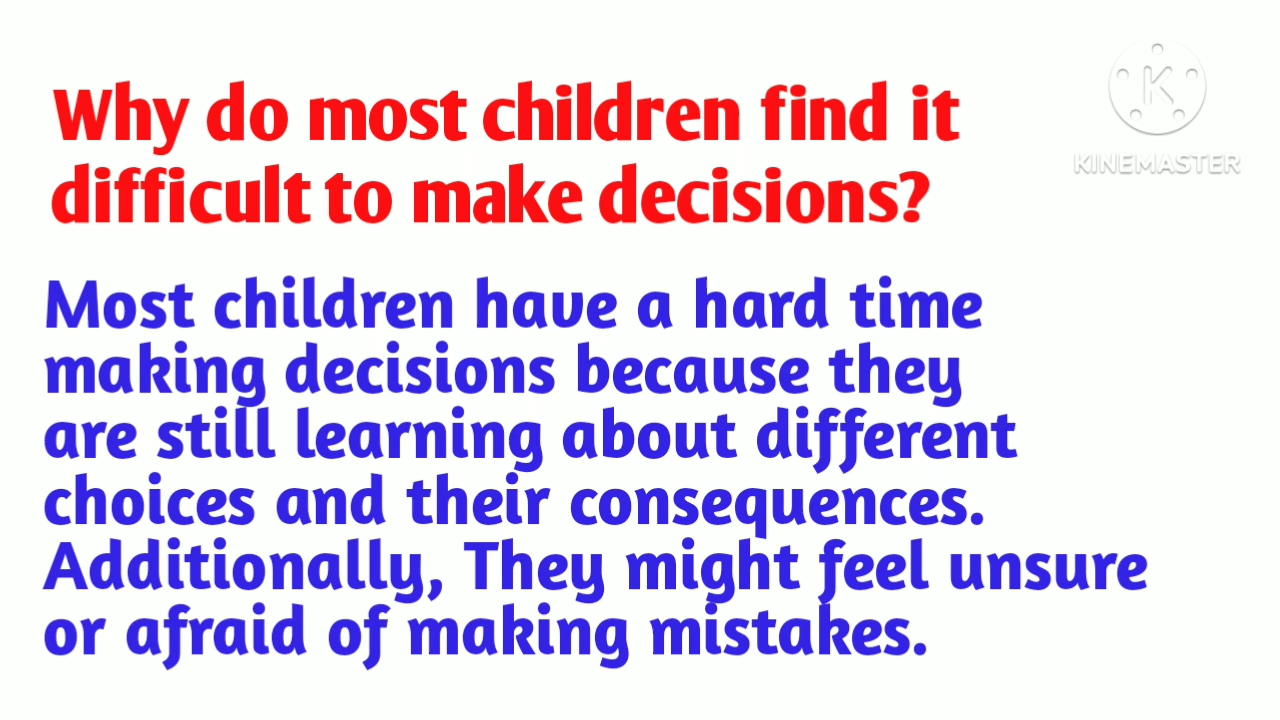 Why do most children find it
difficult to make decisions?
K
KINEMASTER
Most children have a hard time
making decisions because they
are still learning about different
choices and their consequences.
Additionally, They might feel unsure
or afraid of making mistakes.